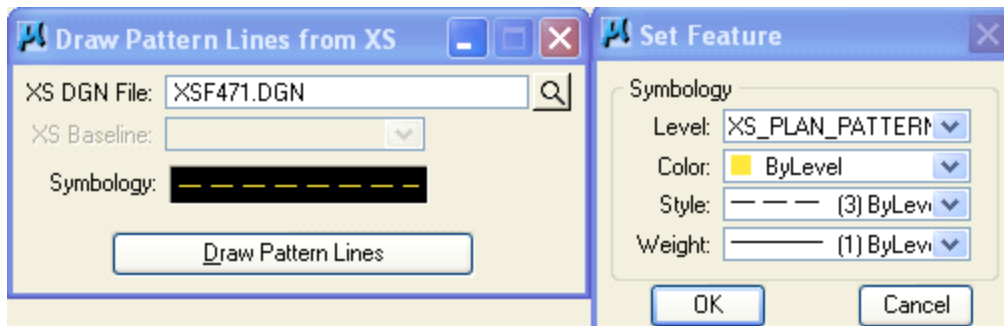 Draw Pattern Lines from XS
XS DGN File: XSF471.DGN
XS Baseline:
Symbology:
Draw Pattern Lines
Set Feature
Symbology
Level: XS_PLAN_PATTERN
Color: ByLevel
Style: (3) ByLev
Weight: (1) ByLev
OK Cancel